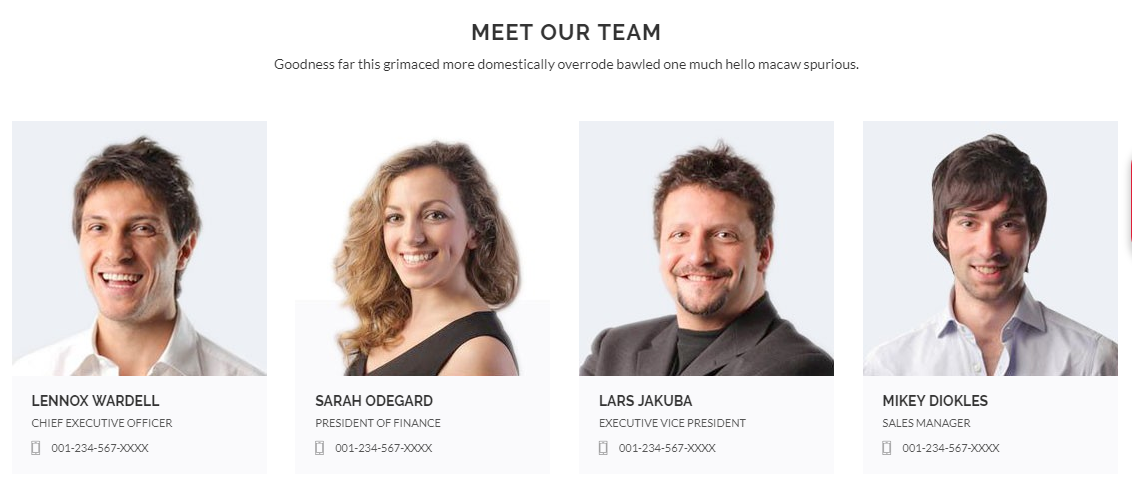 MEET OUR TEAM
Goodness far this grimaced more domestically overrode bawled one much hello macaw spurious.
LENNOX WARDELL
CHIEF EXECUTIVE OFFICER
001-234-567-XXXX
SARAH ODEGARD
PRESIDENT OF FINANCE
001-234-567-XXXX
LARS JAKUBA
EXECUTIVE VICE PRESIDENT
001-234-567-XXXX
MIKEY DIOKLES
SALES MANAGER
001-234-567-XXXX